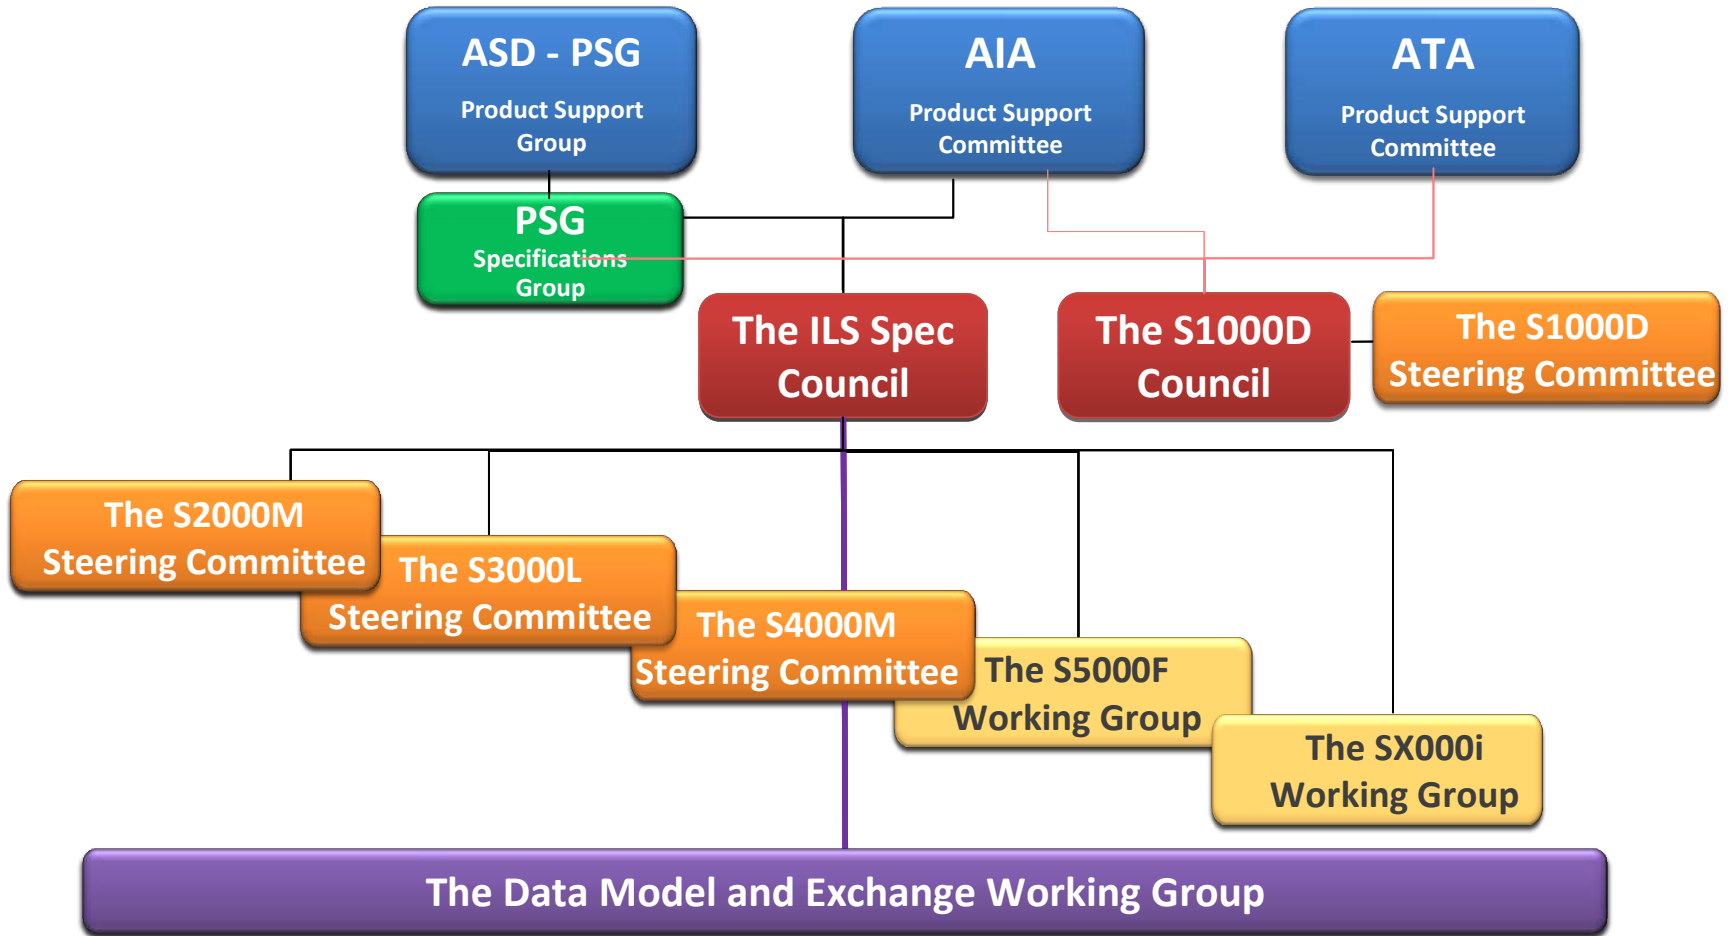 ASD - PSG
Product Support
Group
AIA
Product Support
Committee
ATA
Product Support
Committee
PSG
Specifications
Group
The ILS Spec
Council
The S1000D
Council
The S1000D
Steering Committee
The S2000M
Steering Committee
The S3000L
Steering Committee
The S4000M
Steering Committee
The S5000F
Working Group
The SX000i
Working Group
The Data Model and Exchange Working Group